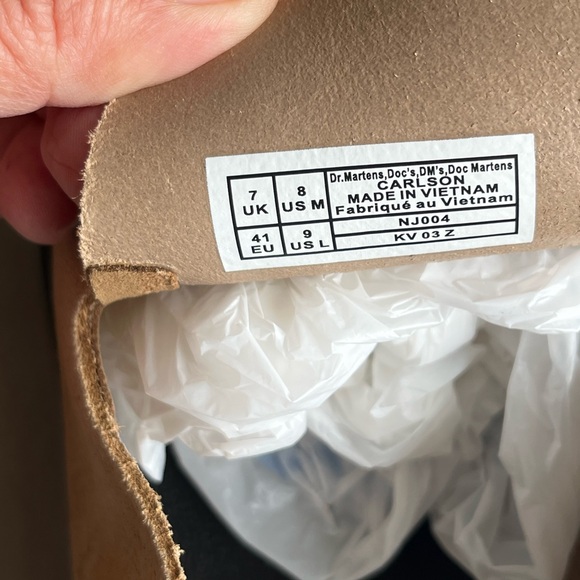 7 UK
8 US M
41 EU
9 US L
Dr.Martens,Doc's,DM's,Doc Martens
CARLSON
MADE IN VIETNAM
Fabriqué au Vietnam
NJ004
KV 03 Z